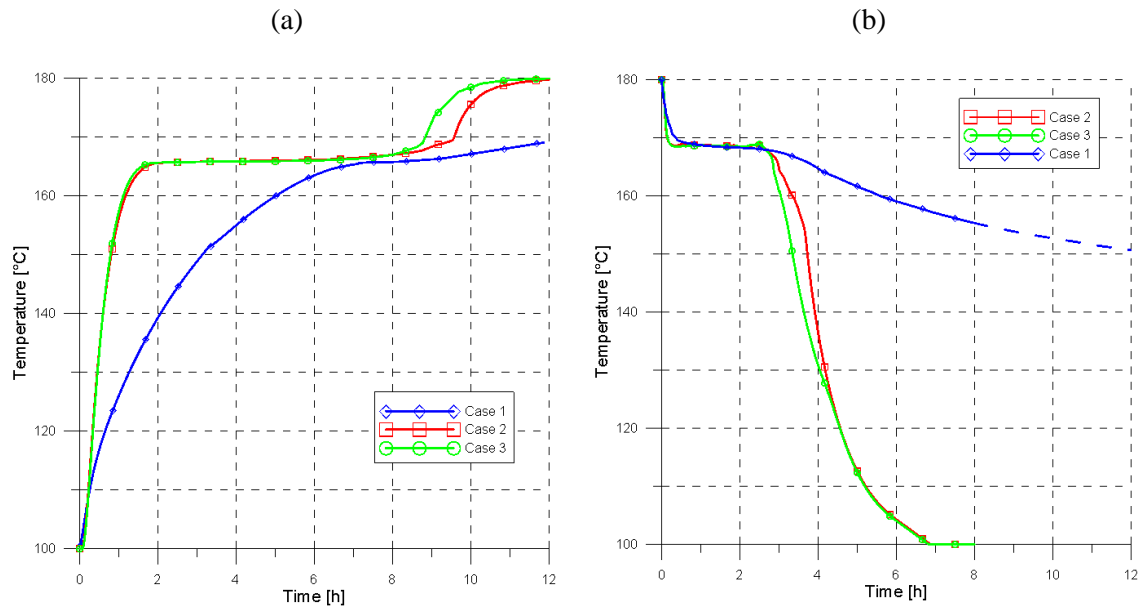 (a)
180
160
140
120
100
Temperature [°C]
0 2 4 6 8 10 12
Time [h]
Case 1
Case 2
Case 3
(b)
180
160
140
120
100
Temperature [°C]
0 2 4 6 8 10 12
Time [h]
Case 2
Case 3
Case 1